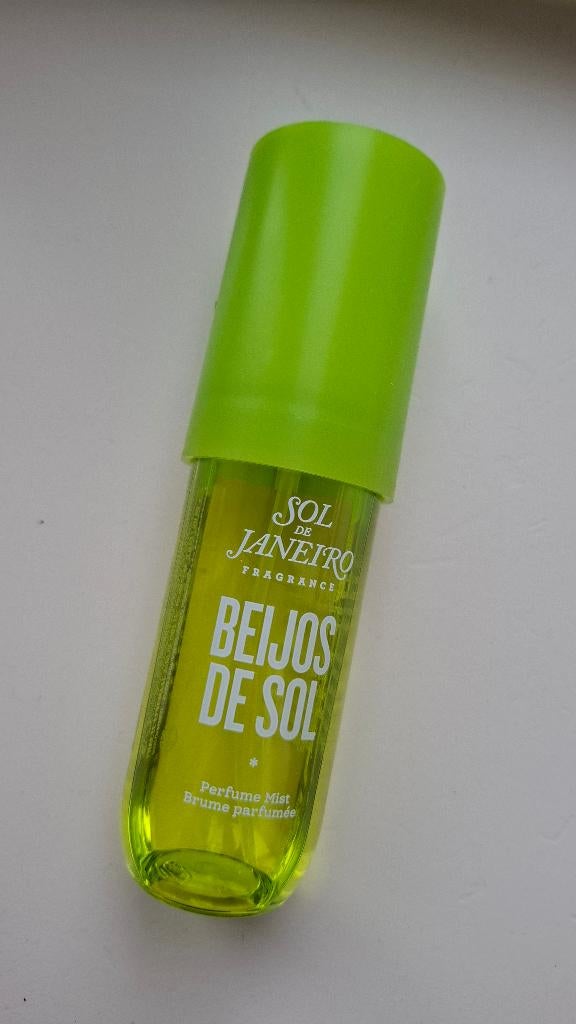 SOL
DE
JANEIRO
FRAGRANCE
BEIJOS
DE SOL
*
Perfume Mist
Brume parfumée